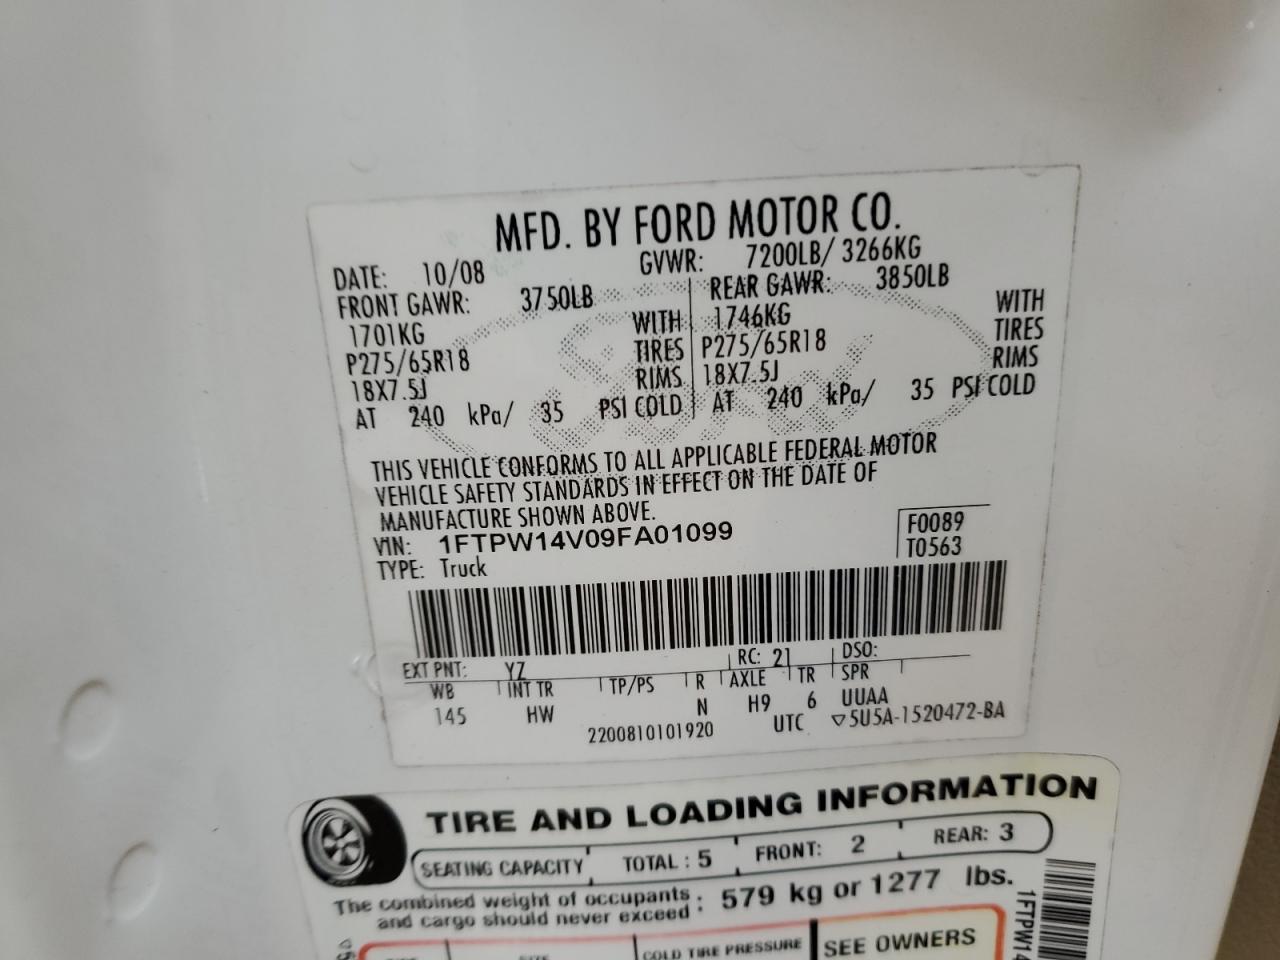 MFD. BY FORD MOTOR CO.
DATE: 10/08 GVWR: 7200LB/ 3266KG
FRONT GAWR: 3750LB REAR GAWR: 3850LB
1701KG WITH 1746KG WITH
P275/65R18 TIRES P275/65R18 TIRES
18X7.5J RIMS 18X7.5J RIMS
AT 240 kPa/ 35 PSI COLD AT 240 kPa/ 35 PSI COLD
THIS VEHICLE CONFORMS TO ALL APPLICABLE FEDERAL MOTOR
VEHICLE SAFETY STANDARDS IN EFFECT ON THE DATE OF
MANUFACTURE SHOWN ABOVE.
VIN: 1FTPW14V09FA01099 F0089
TYPE: Truck T0563
EXT PNT: YZ RC: 21 DSO:
WB INT TR TP/PS R AXLE TR SPR
145 HW N H9 6 UUAA
2200810101920 UTC ▽5U5A-1520472-BA
TIRE AND LOADING INFORMATION
SEATING CAPACITY TOTAL : 5 FRONT: 2 REAR: 3
The combined weight of occupants
and cargo should never exceed : 579 kg or 1277 lbs.
COLD TIRE PRESSURE SEE OWNERS
1FTPW14